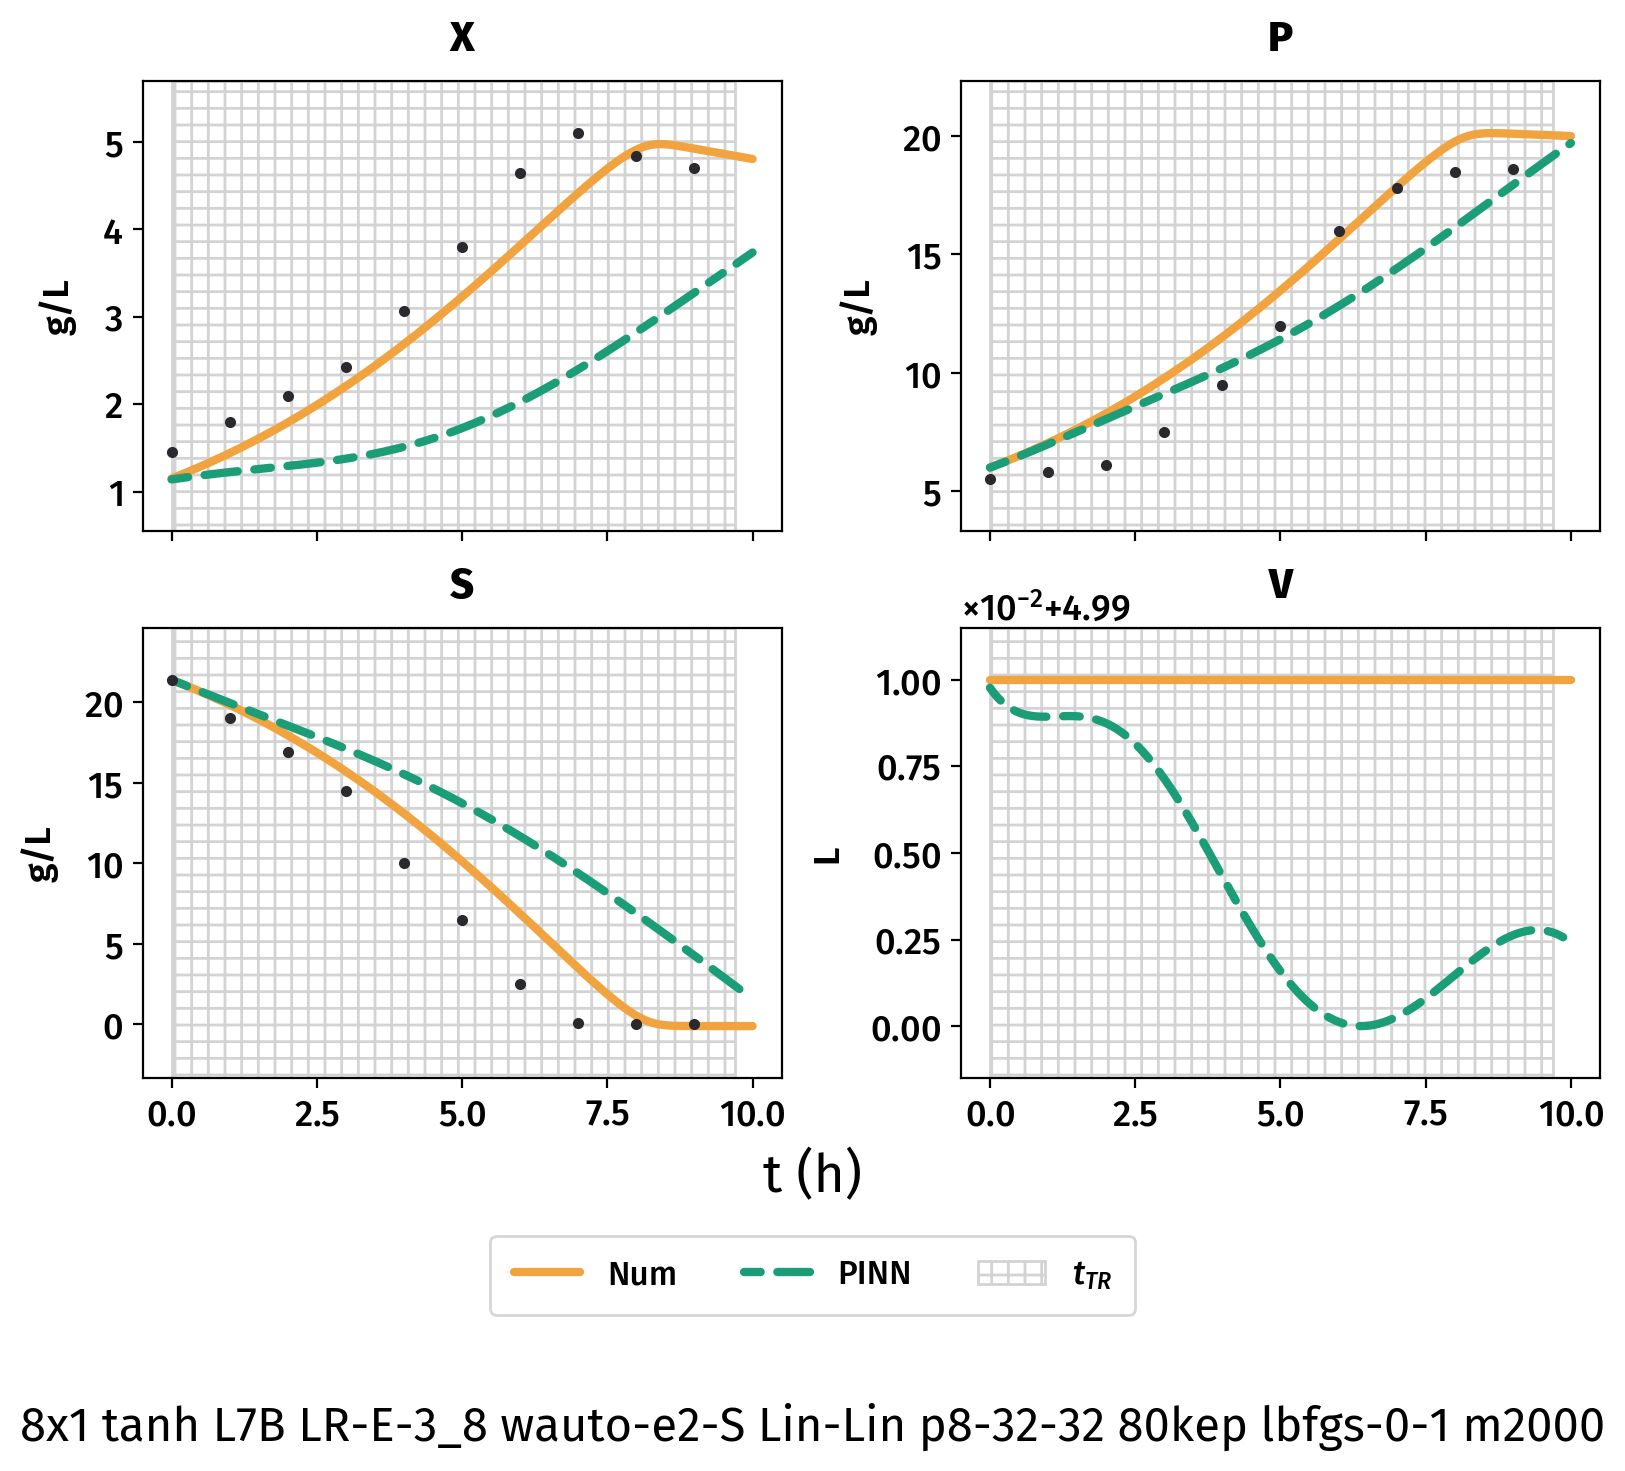 X
P
5
4
3
2
1
g/L
20
15
10
5
g/L
S
V
×10⁻²+4.99
20
15
10
5
0
g/L
1.00
0.75
0.50
0.25
0.00
L
0.0 2.5 5.0 7.5 10.0
0.0 2.5 5.0 7.5 10.0
t (h)
Num PINN t_TR
8x1 tanh L7B LR-E-3_8 wauto-e2-S Lin-Lin p8-32-32 80kep lbfgs-0-1 m2000